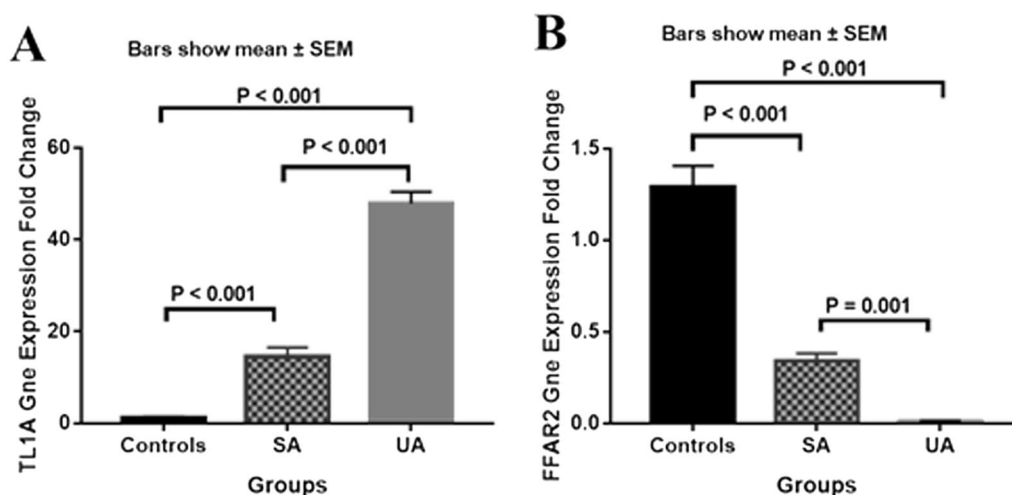 A
Bars show mean ± SEM
P < 0.001
P < 0.001
P < 0.001
TL1A Gne Expression Fold Change
60
40
20
0
Controls SA UA
Groups
B
Bars show mean ± SEM
P < 0.001
P < 0.001
P = 0.001
FFAR2 Gne Expression Fold Change
1.5
1.0
0.5
0.0
Controls SA UA
Groups